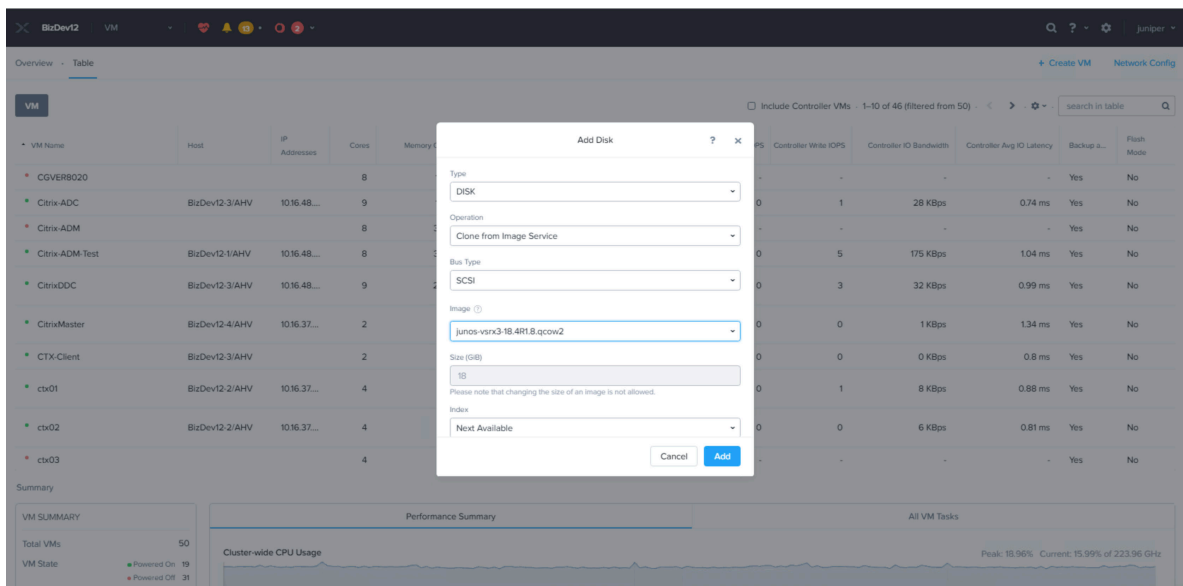 BizDev12 VM 13 2 ? juniper
Overview · Table + Create VM Network Config
VM Include Controller VMs · 1–10 of 46 (filtered from 50) search in table
VM Name Host IP Addresses Cores Memory C PS Controller Write IOPS Controller IO Bandwidth Controller Avg IO Latency Backup a... Flash Mode
CGVER8020 8 - - - - Yes No
Citrix-ADC BizDev12-3/AHV 10.16.48.... 9 0 1 28 KBps 0.74 ms Yes No
Citrix-ADM 8 - - - - Yes No
Citrix-ADM-Test BizDev12-1/AHV 10.16.48.... 8 0 5 175 KBps 1.04 ms Yes No
CitrixDDC BizDev12-3/AHV 10.16.48.... 9 2 0 3 32 KBps 0.99 ms Yes No
CitrixMaster BizDev12-4/AHV 10.16.37.... 2 0 0 1 KBps 1.34 ms Yes No
CTX-Client BizDev12-3/AHV 2 0 0 0 KBps 0.8 ms Yes No
ctx01 BizDev12-2/AHV 10.16.37.... 4 0 1 8 KBps 0.88 ms Yes No
ctx02 BizDev12-2/AHV 10.16.37.... 4 0 0 6 KBps 0.81 ms Yes No
ctx03 4 - - - - Yes No
Add Disk ? ×
Type
DISK
Operation
Clone from Image Service
Bus Type
SCSI
Image ?
junos-vsrx3-18.4R1.8.qcow2
Size (GiB)
18
Please note that changing the size of an image is not allowed.
Index
Next Available
Cancel Add
Summary
VM SUMMARY Performance Summary All VM Tasks
Total VMs 50
VM State Powered On 19
Powered Off 31
Cluster-wide CPU Usage Peak: 18.96% Current: 15.99% of 223.96 GHz